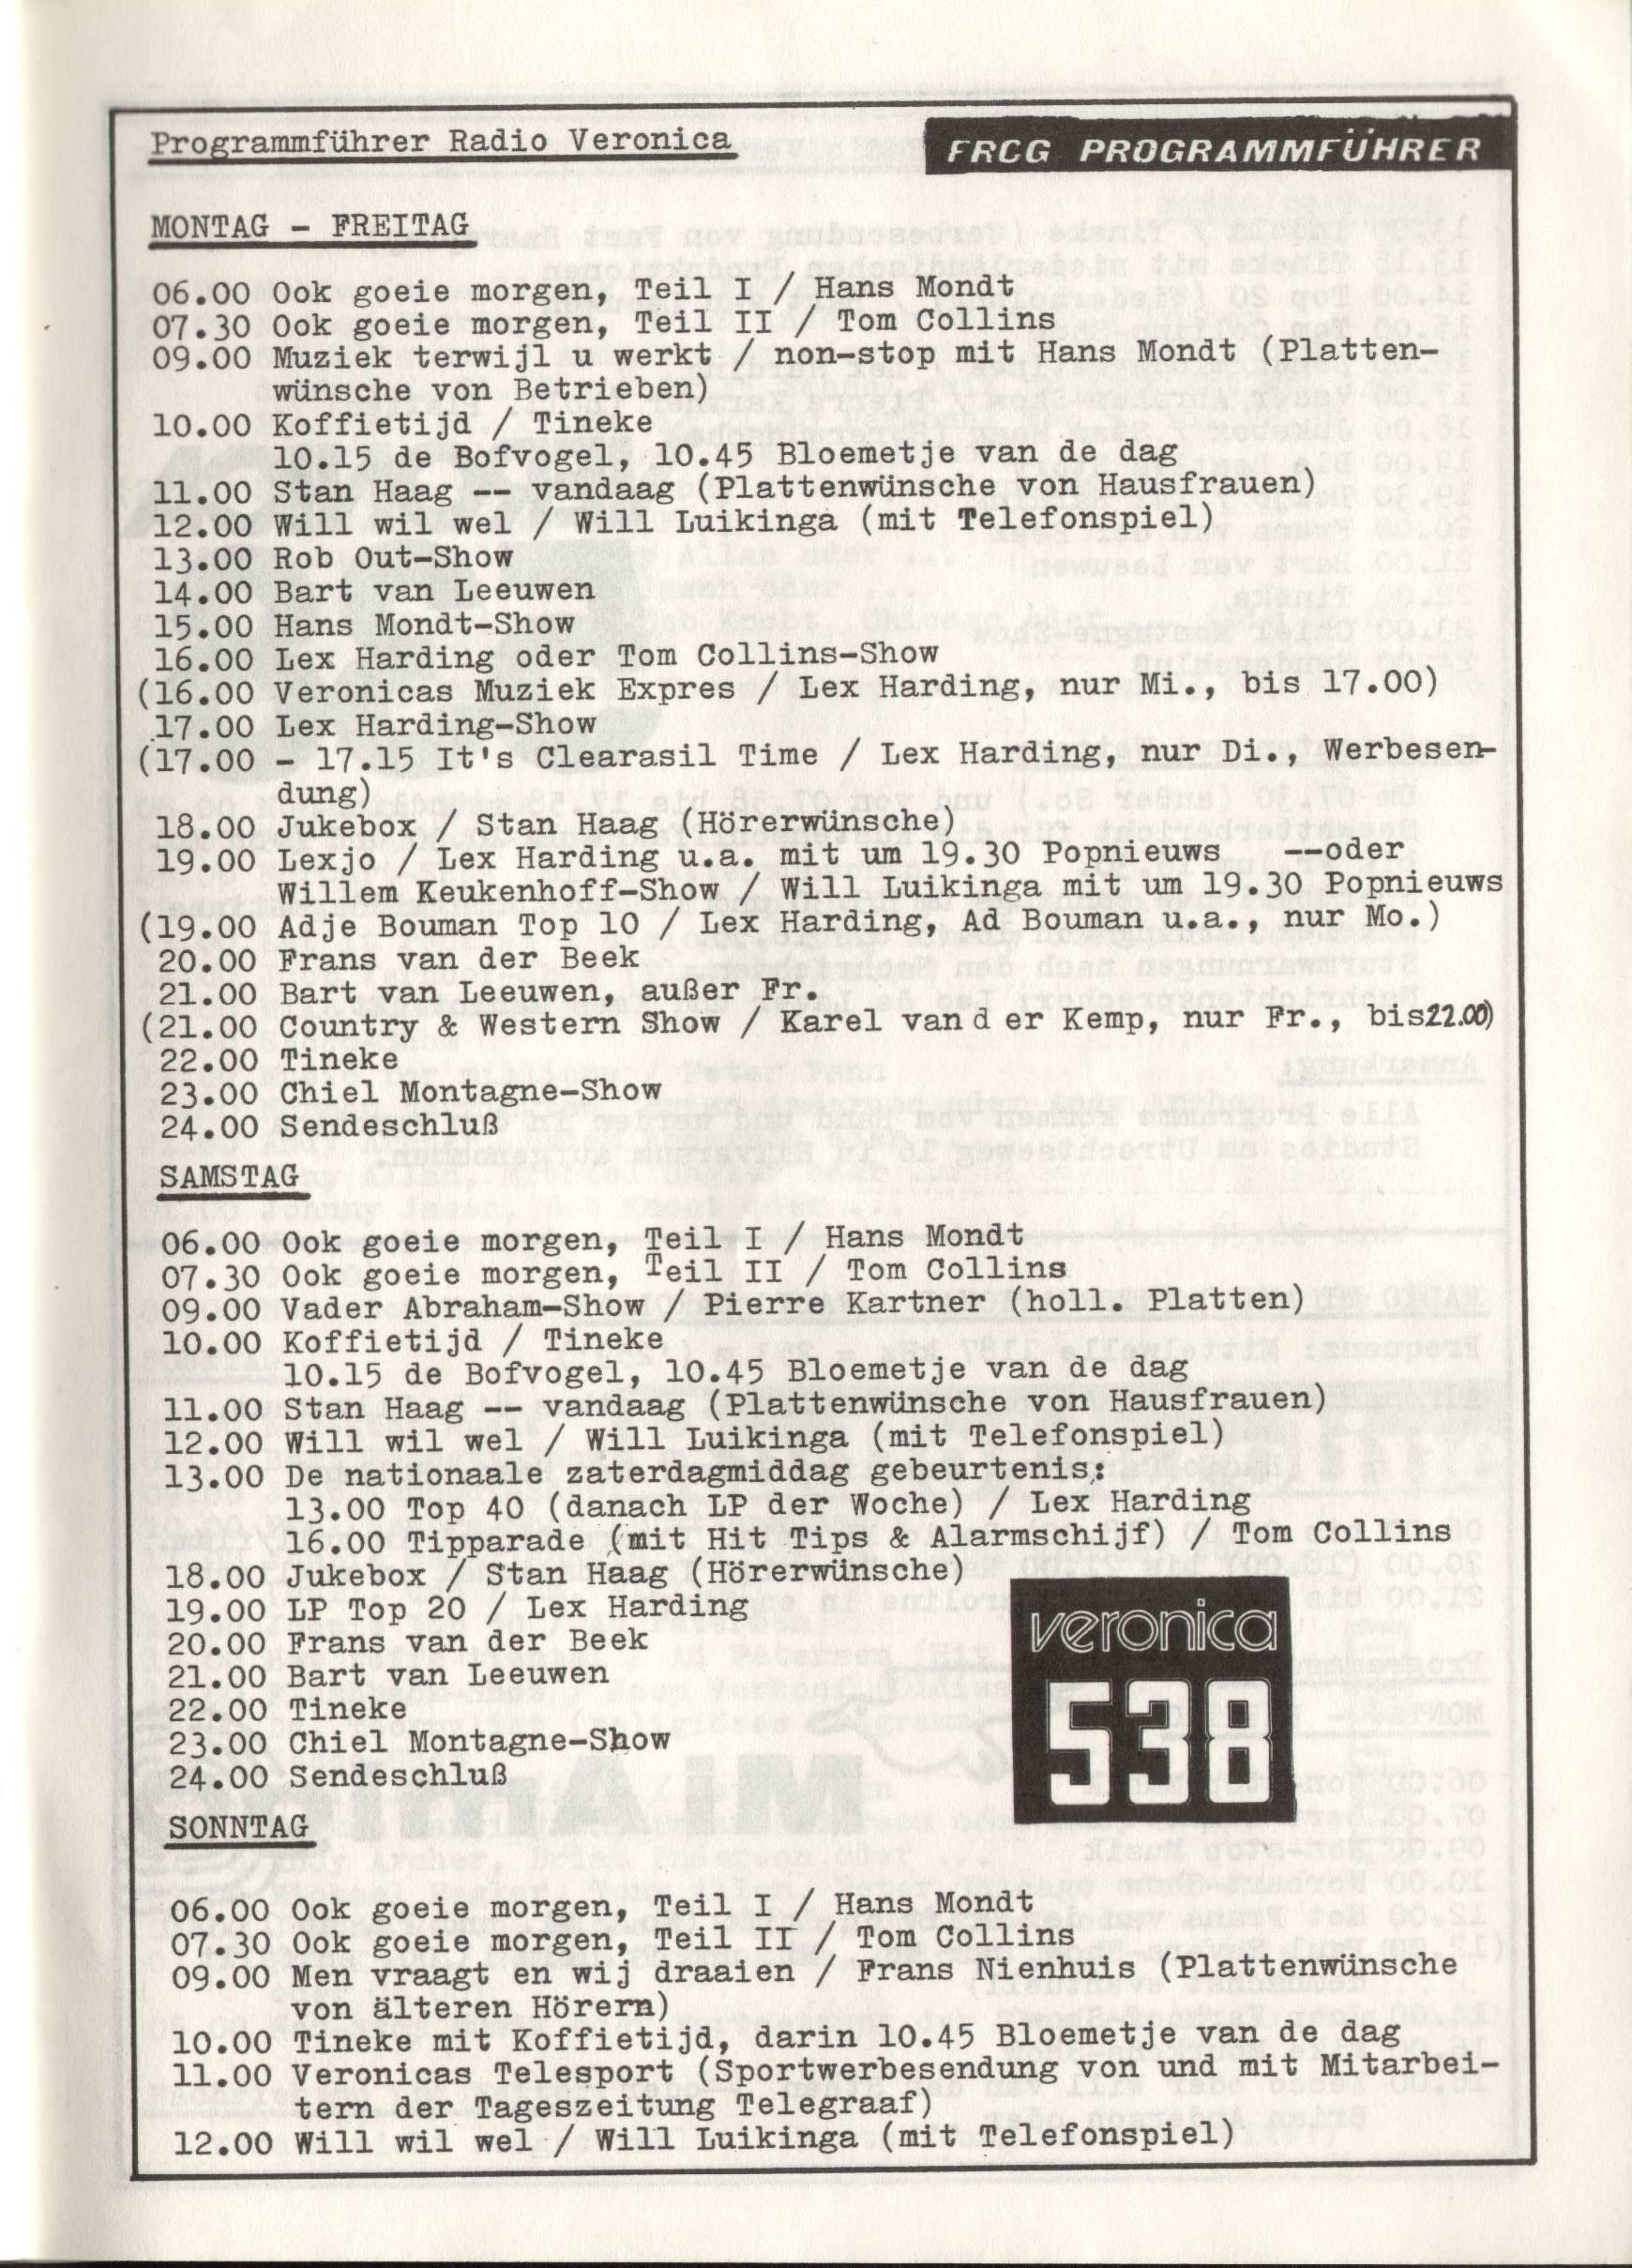 Programmführer Radio Veronica
FRCG PROGRAMMFÜHRER
MONTAG - FREITAG
06.00 Ook goeie morgen, Teil I / Hans Mondt
07.30 Ook goeie morgen, Teil II / Tom Collins
09.00 Muziek terwijl u werkt / non-stop mit Hans Mondt (Platten-
wünsche von Betrieben)
10.00 Koffietijd / Tineke
10.15 de Bofvogel, 10.45 Bloemetje van de dag
11.00 Stan Haag -- vandaag (Plattenwünsche von Hausfrauen)
12.00 Will wil wel / Will Luikinga (mit Telefonspiel)
13.00 Rob Out-Show
14.00 Bart van Leeuwen
15.00 Hans Mondt-Show
16.00 Lex Harding oder Tom Collins-Show
(16.00 Veronicas Muziek Expres / Lex Harding, nur Mi., bis 17.00)
17.00 Lex Harding-Show
(17.00 - 17.15 It's Clearasil Time / Lex Harding, nur Di., Werbesen-
dung)
18.00 Jukebox / Stan Haag (Hörerwünsche)
19.00 Lexjo / Lex Harding u.a. mit um 19.30 Popnieuws --oder
Willem Keukenhoff-Show / Will Luikinga mit um 19.30 Popnieuws
(19.00 Adje Bouman Top 10 / Lex Harding, Ad Bouman u.a., nur Mo.)
20.00 Frans van der Beek
21.00 Bart van Leeuwen, außer Fr.
(21.00 Country & Western Show / Karel van d er Kemp, nur Fr., bis 22.00)
22.00 Tineke
23.00 Chiel Montagne-Show
24.00 Sendeschluß
SAMSTAG
06.00 Ook goeie morgen, Teil I / Hans Mondt
07.30 Ook goeie morgen, Teil II / Tom Collins
09.00 Vader Abraham-Show / Pierre Kartner (holl. Platten)
10.00 Koffietijd / Tineke
10.15 de Bofvogel, 10.45 Bloemetje van de dag
11.00 Stan Haag -- vandaag (Plattenwünsche von Hausfrauen)
12.00 Will wil wel / Will Luikinga (mit Telefonspiel)
13.00 De nationaale zaterdagmiddag gebeurtenis:
13.00 Top 40 (danach LP der Woche) / Lex Harding
16.00 Tipparade (mit Hit Tips & Alarmschijf) / Tom Collins
18.00 Jukebox / Stan Haag (Hörerwünsche)
19.00 LP Top 20 / Lex Harding
20.00 Frans van der Beek
21.00 Bart van Leeuwen
22.00 Tineke
23.00 Chiel Montagne-Show
24.00 Sendeschluß
veronica
538
SONNTAG
06.00 Ook goeie morgen, Teil I / Hans Mondt
07.30 Ook goeie morgen, Teil II / Tom Collins
09.00 Men vraagt en wij draaien / Frans Nienhuis (Plattenwünsche
von älteren Hörern)
10.00 Tineke mit Koffietijd, darin 10.45 Bloemetje van de dag
11.00 Veronicas Telesport (Sportwerbesendung von und mit Mitarbei-
tern der Tageszeitung Telegraaf)
12.00 Will wil wel / Will Luikinga (mit Telefonspiel)